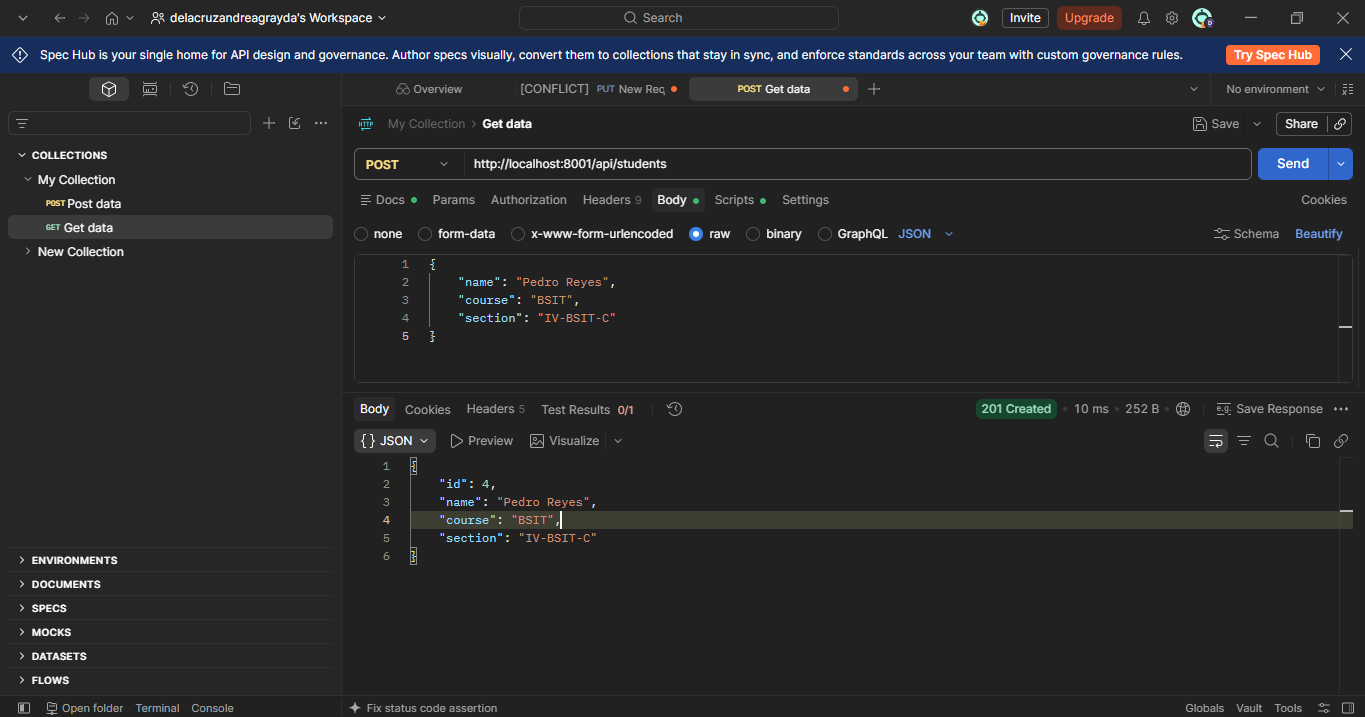 delacruzandreagrayda's Workspace
Search
Invite
Upgrade
Spec Hub is your single home for API design and governance. Author specs visually, convert them to collections that stay in sync, and enforce standards across your team with custom governance rules.
Try Spec Hub
Overview
[CONFLICT] PUT New Req
POST Get data
No environment
COLLECTIONS
My Collection
POST Post data
GET Get data
New Collection
ENVIRONMENTS
DOCUMENTS
SPECS
MOCKS
DATASETS
FLOWS
HTTP My Collection > Get data
Save
Share
POST http://localhost:8001/api/students
Send
Docs Params Authorization Headers 9 Body Scripts Settings
Cookies
none form-data x-www-form-urlencoded raw binary GraphQL JSON
Schema Beautify
1 {
2 "name": "Pedro Reyes",
3 "course": "BSIT",
4 "section": "IV-BSIT-C"
5 }
Body Cookies Headers 5 Test Results 0/1
201 Created • 10 ms • 252 B •
e.g. Save Response
{} JSON Preview Visualize
1 {
2 "id": 4,
3 "name": "Pedro Reyes",
4 "course": "BSIT",
5 "section": "IV-BSIT-C"
6 }
Open folder Terminal Console
Fix status code assertion
Globals Vault Tools